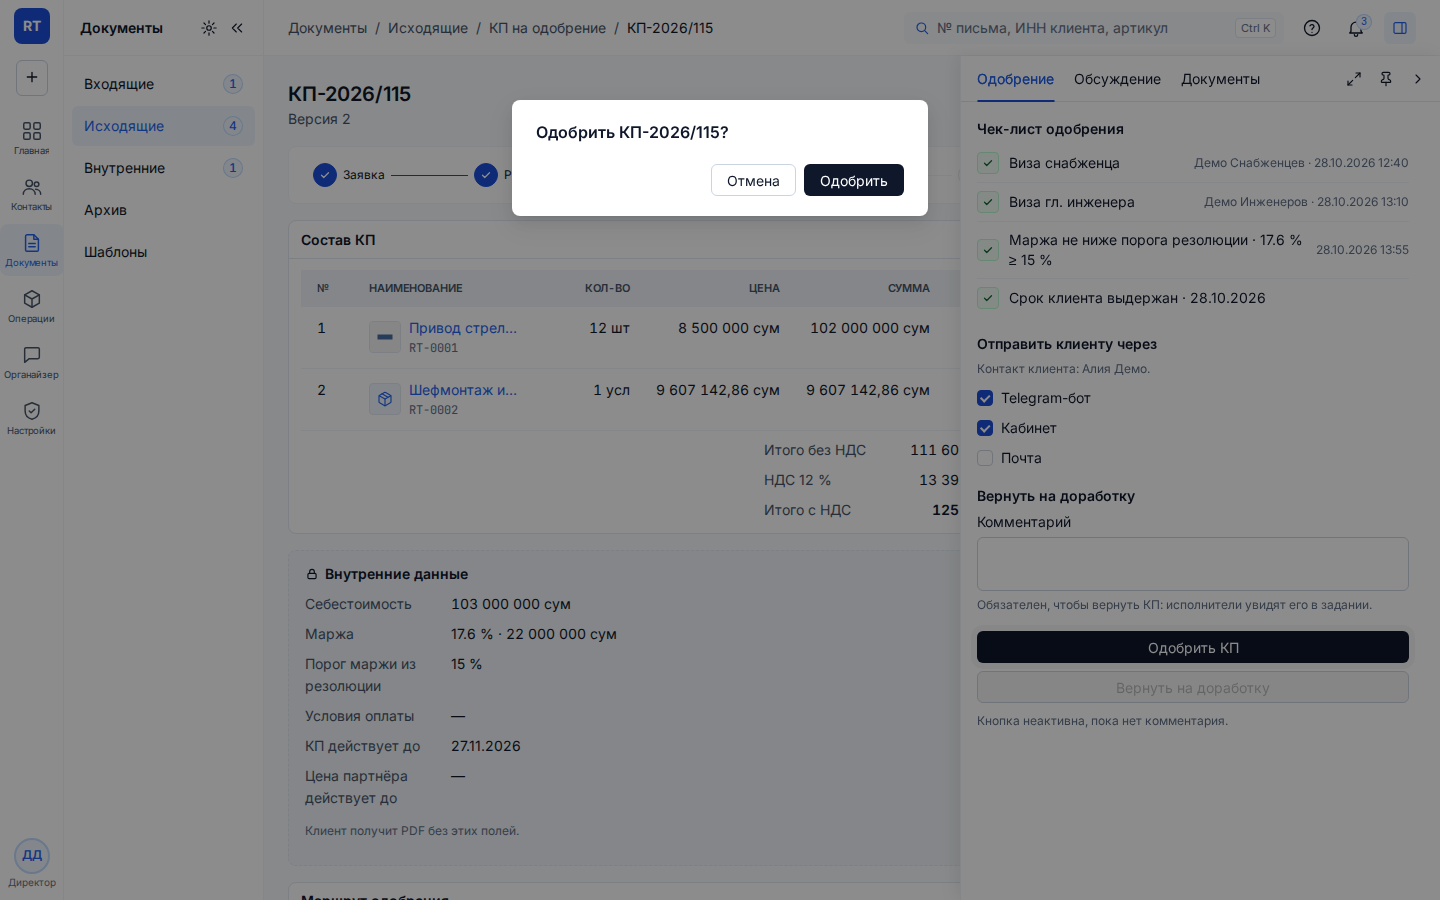 RT
Документы
Документы / Исходящие / КП на одобрение / КП-2026/115
№ письма, ИНН клиента, артикул
Ctrl K
3
Главная
Контакты
Документы
Операции
Органайзер
Настройки
ДД
Директор
Входящие 1
Исходящие 4
Внутренние 1
Архив
Шаблоны
КП-2026/115
Версия 2
Заявка
Р
Одобрить КП-2026/115?
Отмена
Одобрить
Состав КП
№ НАИМЕНОВАНИЕ КОЛ-ВО ЦЕНА СУММА
1 Привод стрел... 12 шт 8 500 000 сум 102 000 000 сум
RT-0001
2 Шефмонтаж и... 1 усл 9 607 142,86 сум 9 607 142,86 сум
RT-0002
Итого без НДС 111 60
НДС 12 % 13 39
Итого с НДС 125
Внутренние данные
Себестоимость 103 000 000 сум
Маржа 17.6 % · 22 000 000 сум
Порог маржи из 15 %
резолюции
Условия оплаты —
КП действует до 27.11.2026
Цена партнёра —
действует до
Клиент получит PDF без этих полей.
Маршрут одобрения
Одобрение Обсуждение Документы
Чек-лист одобрения
Виза снабженца Демо Снабженцев · 28.10.2026 12:40
Виза гл. инженера Демо Инженеров · 28.10.2026 13:10
Маржа не ниже порога резолюции · 17.6 % 28.10.2026 13:55
≥ 15 %
Срок клиента выдержан · 28.10.2026
Отправить клиенту через
Контакт клиента: Алия Демо.
Telegram-бот
Кабинет
Почта
Вернуть на доработку
Комментарий
Обязателен, чтобы вернуть КП: исполнители увидят его в задании.
Одобрить КП
Вернуть на доработку
Кнопка неактивна, пока нет комментария.